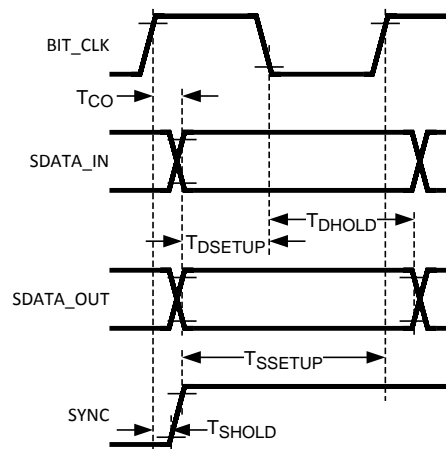 BIT_CLK
TCO
SDATA_IN
TDHOLD
TDSETUP
SDATA_OUT
TSSETUP
SYNC
TSHOLD